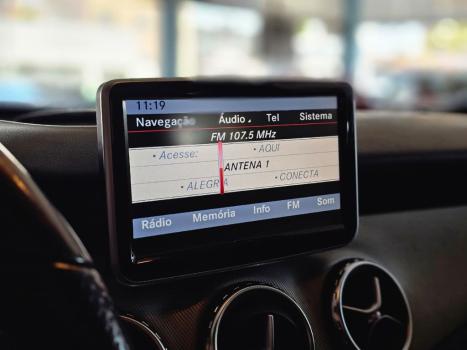 11:19
Navegação Áudio Tel Sistema
FM 107.5 MHz
• Acesse: • AQUI
ANTENA 1
• ALEGRIA • CONECTA
Rádio Memória Info FM Som